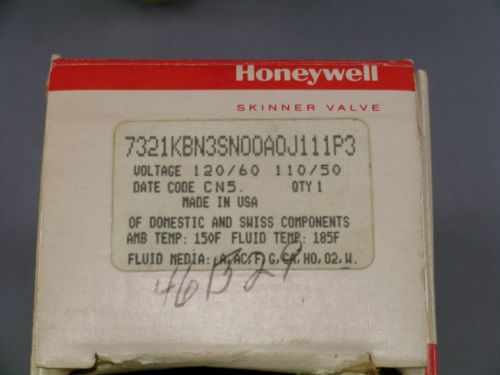 Honeywell
SKINNER VALVE
7321KBN3SN00A0J111P3
VOLTAGE 120/60 110/50
DATE CODE CN5. QTY 1
MADE IN USA
OF DOMESTIC AND SWISS COMPONENTS
AMB TEMP: 150F FLUID TEMP: 185F
FLUID MEDIA: A,AC,F,G,GA,HO,O2,W.